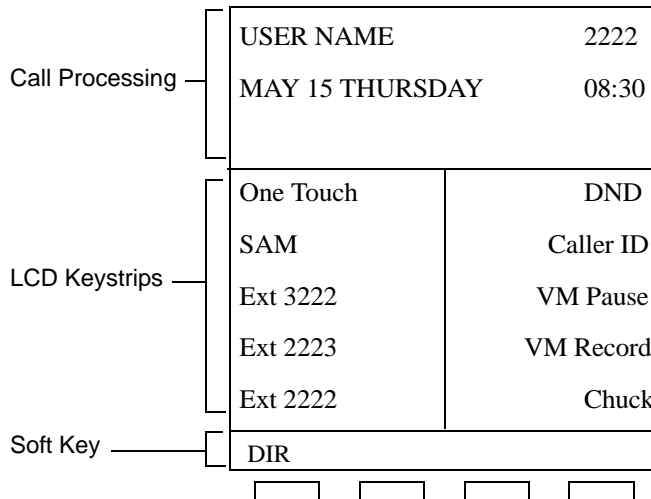 USER NAME 2222
Call Processing
MAY 15 THURSDAY 08:30
One Touch DND
SAM Caller ID
LCD Keystrips
Ext 3222 VM Pause
Ext 2223 VM Record
Ext 2222 Chuck
Soft Key
DIR